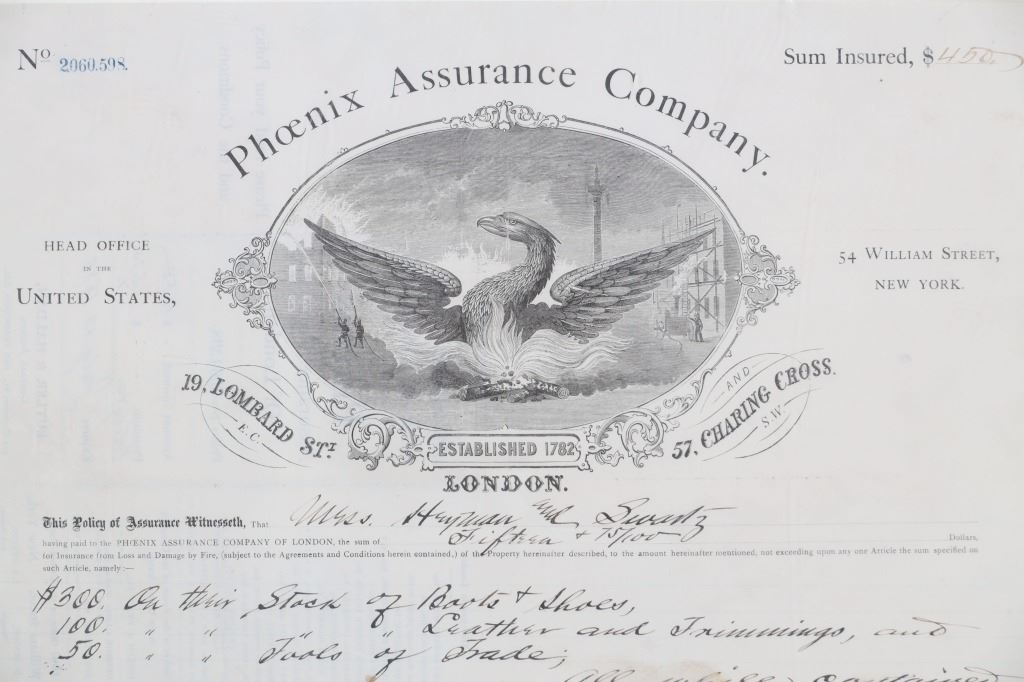 Nº 2060.598.
Sum Insured, $450.
Phœnix Assurance Company.
HEAD OFFICE
IN THE
UNITED STATES,
54 WILLIAM STREET,
NEW YORK.
19, LOMBARD ST.
E.C.
AND
57, CHARING CROSS.
S.W.
ESTABLISHED 1782
LONDON.
This Policy of Assurance Witnesseth, That Mess. Heyman and Swartz
having paid to the PHŒNIX ASSURANCE COMPANY OF LONDON, the sum of Fifteen + 75/100 Dollars,
for Insurance from Loss and Damage by Fire, (subject to the Agreements and Conditions herein contained,) of the Property hereinafter described, to the amount hereinafter mentioned, not exceeding upon any one Article the sum specified on
such Article, namely:—
$300. On their Stock of Boots + Shoes,
100. " " " " Leather and Trimmings, and
50. " " Tools of Trade;
All while contained